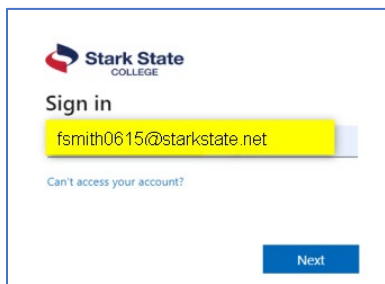 Stark State
COLLEGE
Sign in
fsmith0615@starkstate.net
Can't access your account?
Next